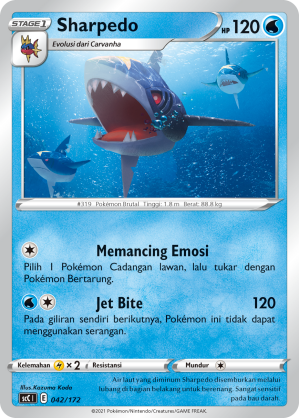 STAGE 1
Sharpedo
HP 120
Evolusi dari Carvanha
#319 Pokémon Brutal Tinggi: 1.8 m Berat: 88.8 kg
Memancing Emosi
Pilih 1 Pokémon Cadangan lawan, lalu tukar dengan
Pokémon Bertarung.
Jet Bite 120
Pada giliran sendiri berikutnya, Pokémon ini tidak dapat
menggunakan serangan.
Kelemahan ×2 Resistansi Mundur
Illus. Kazuma Koda
SC1 I E 042/172
Air laut yang diminum Sharpedo disemburkan melalui
lubang di bagian belakang tubuhnya untuk berenang. Sangat sensitif
pada bau darah.
©2021 Pokémon/Nintendo/Creatures/GAME FREAK